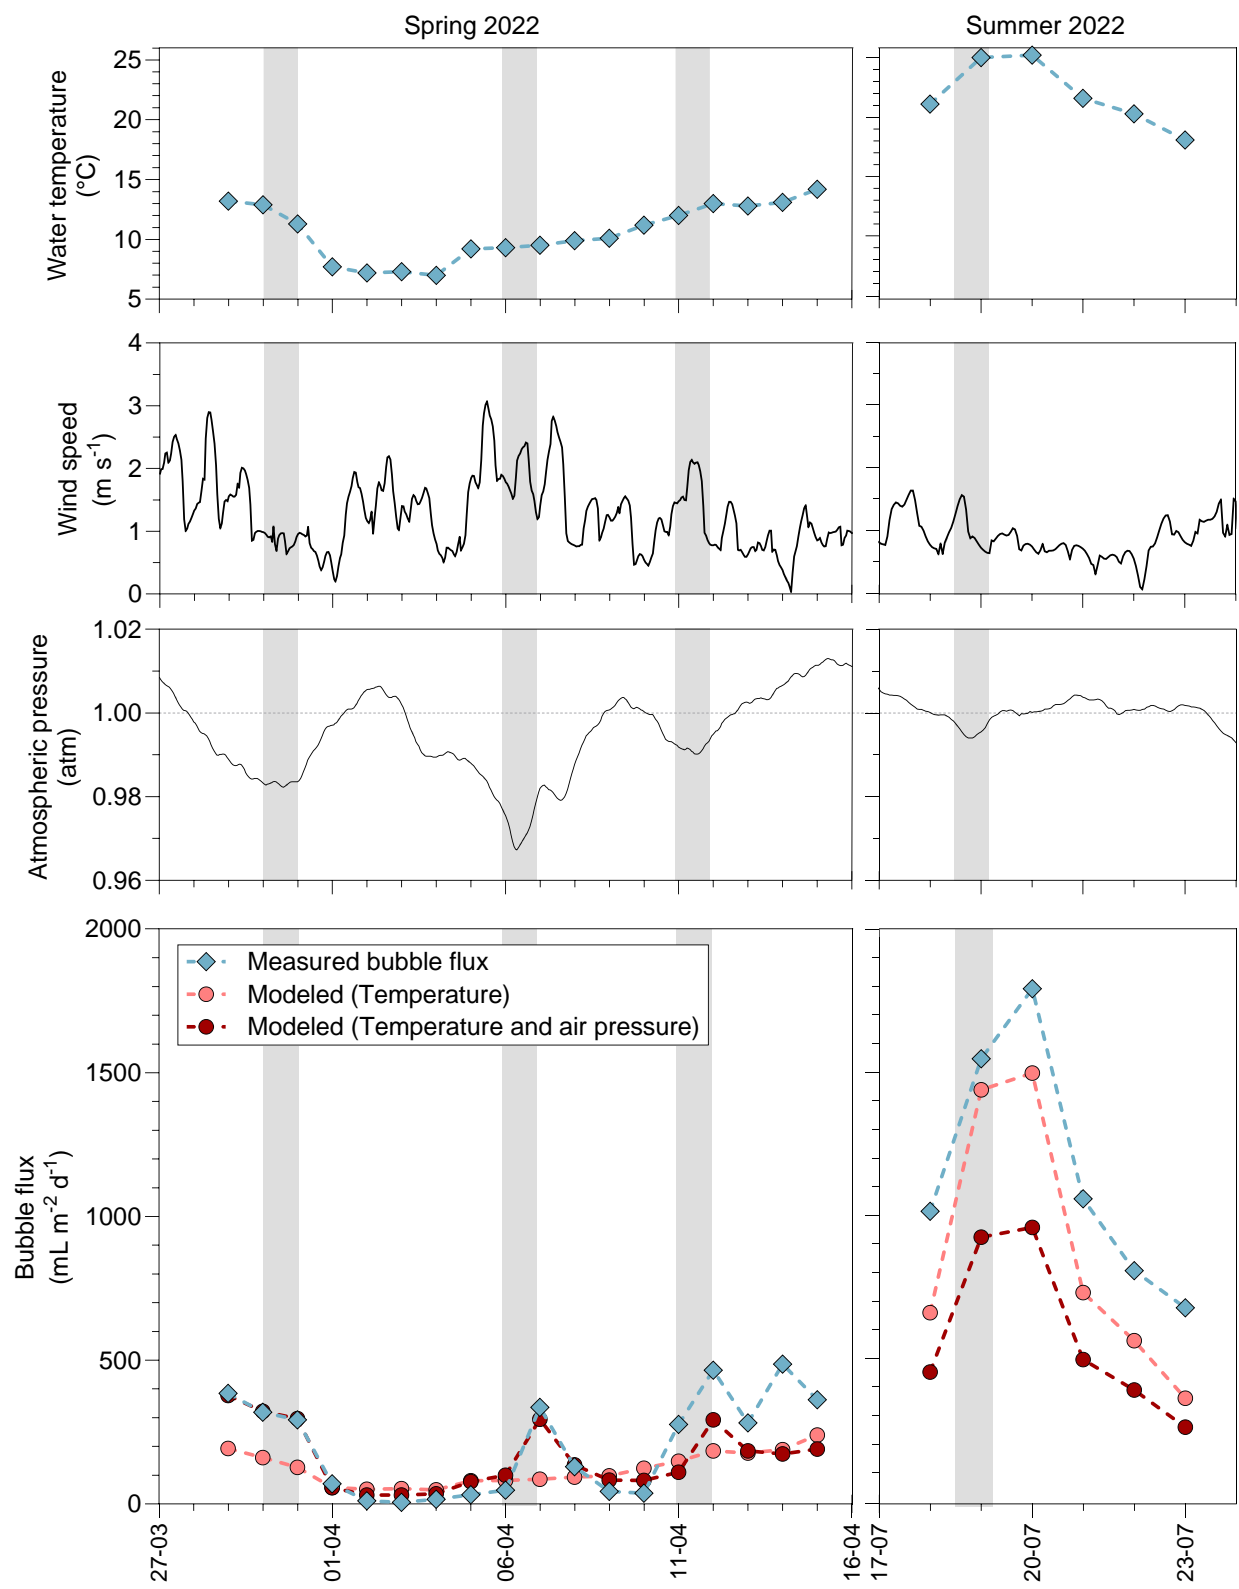 Spring 2022
Summer 2022
Water temperature
(°C)
25
20
15
10
5
Wind speed
(m s-1)
4
3
2
1
0
Atmospheric pressure
(atm)
1.02
1.00
0.98
0.96
Bubble flux
(mL m-2 d-1)
2000
1500
1000
500
0
Measured bubble flux
Modeled (Temperature)
Modeled (Temperature and air pressure)
27-03
01-04
06-04
11-04
16-04
17-07
20-07
23-07